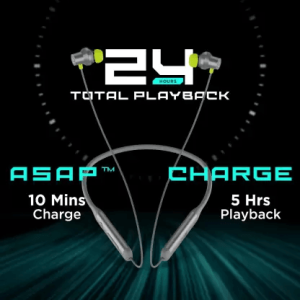 24
HOURS
TOTAL PLAYBACK
ASAP™ CHARGE
10 Mins
Charge
5 Hrs
Playback